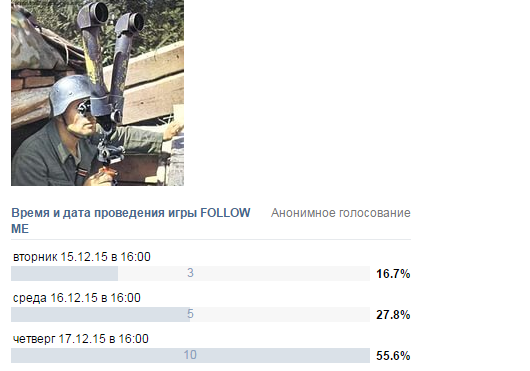 Время и дата проведения игры FOLLOW
ME
Анонимное голосование
вторник 15.12.15 в 16:00
3
16.7%
среда 16.12.15 в 16:00
5
27.8%
четверг 17.12.15 в 16:00
10
55.6%